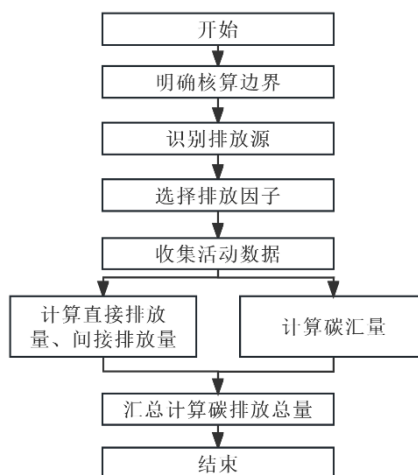 开始
明确核算边界
识别排放源
选择排放因子
收集活动数据
计算直接排放
量、间接排放量
计算碳汇量
汇总计算碳排放总量
结束